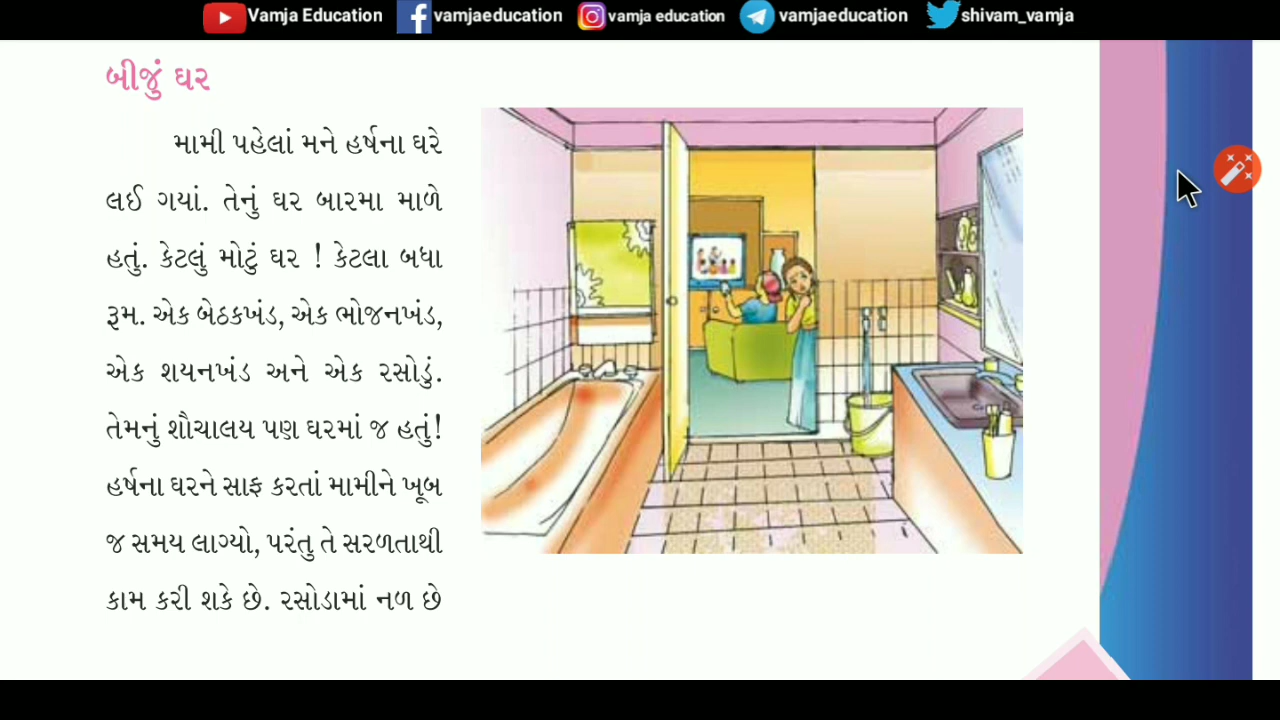 Vamja Education vamjaeducation vamja education vamjaeducation shivam_vamja
બીજું ઘર
મામી પહેલાં મને હર્ષના ઘરે
લઈ ગયાં. તેનું ઘર બારમા માળે
હતું. કેટલું મોટું ઘર ! કેટલા બધા
રૂમ. એક બેઠકખંડ, એક ભોજનખંડ,
એક શયનખંડ અને એક રસોડું.
તેમનું શૌચાલય પણ ઘરમાં જ હતું!
હર્ષના ઘરને સાફ કરતાં મામીને ખૂબ
જ સમય લાગ્યો, પરંતુ તે સરળતાથી
કામ કરી શકે છે. રસોડામાં નળ છે